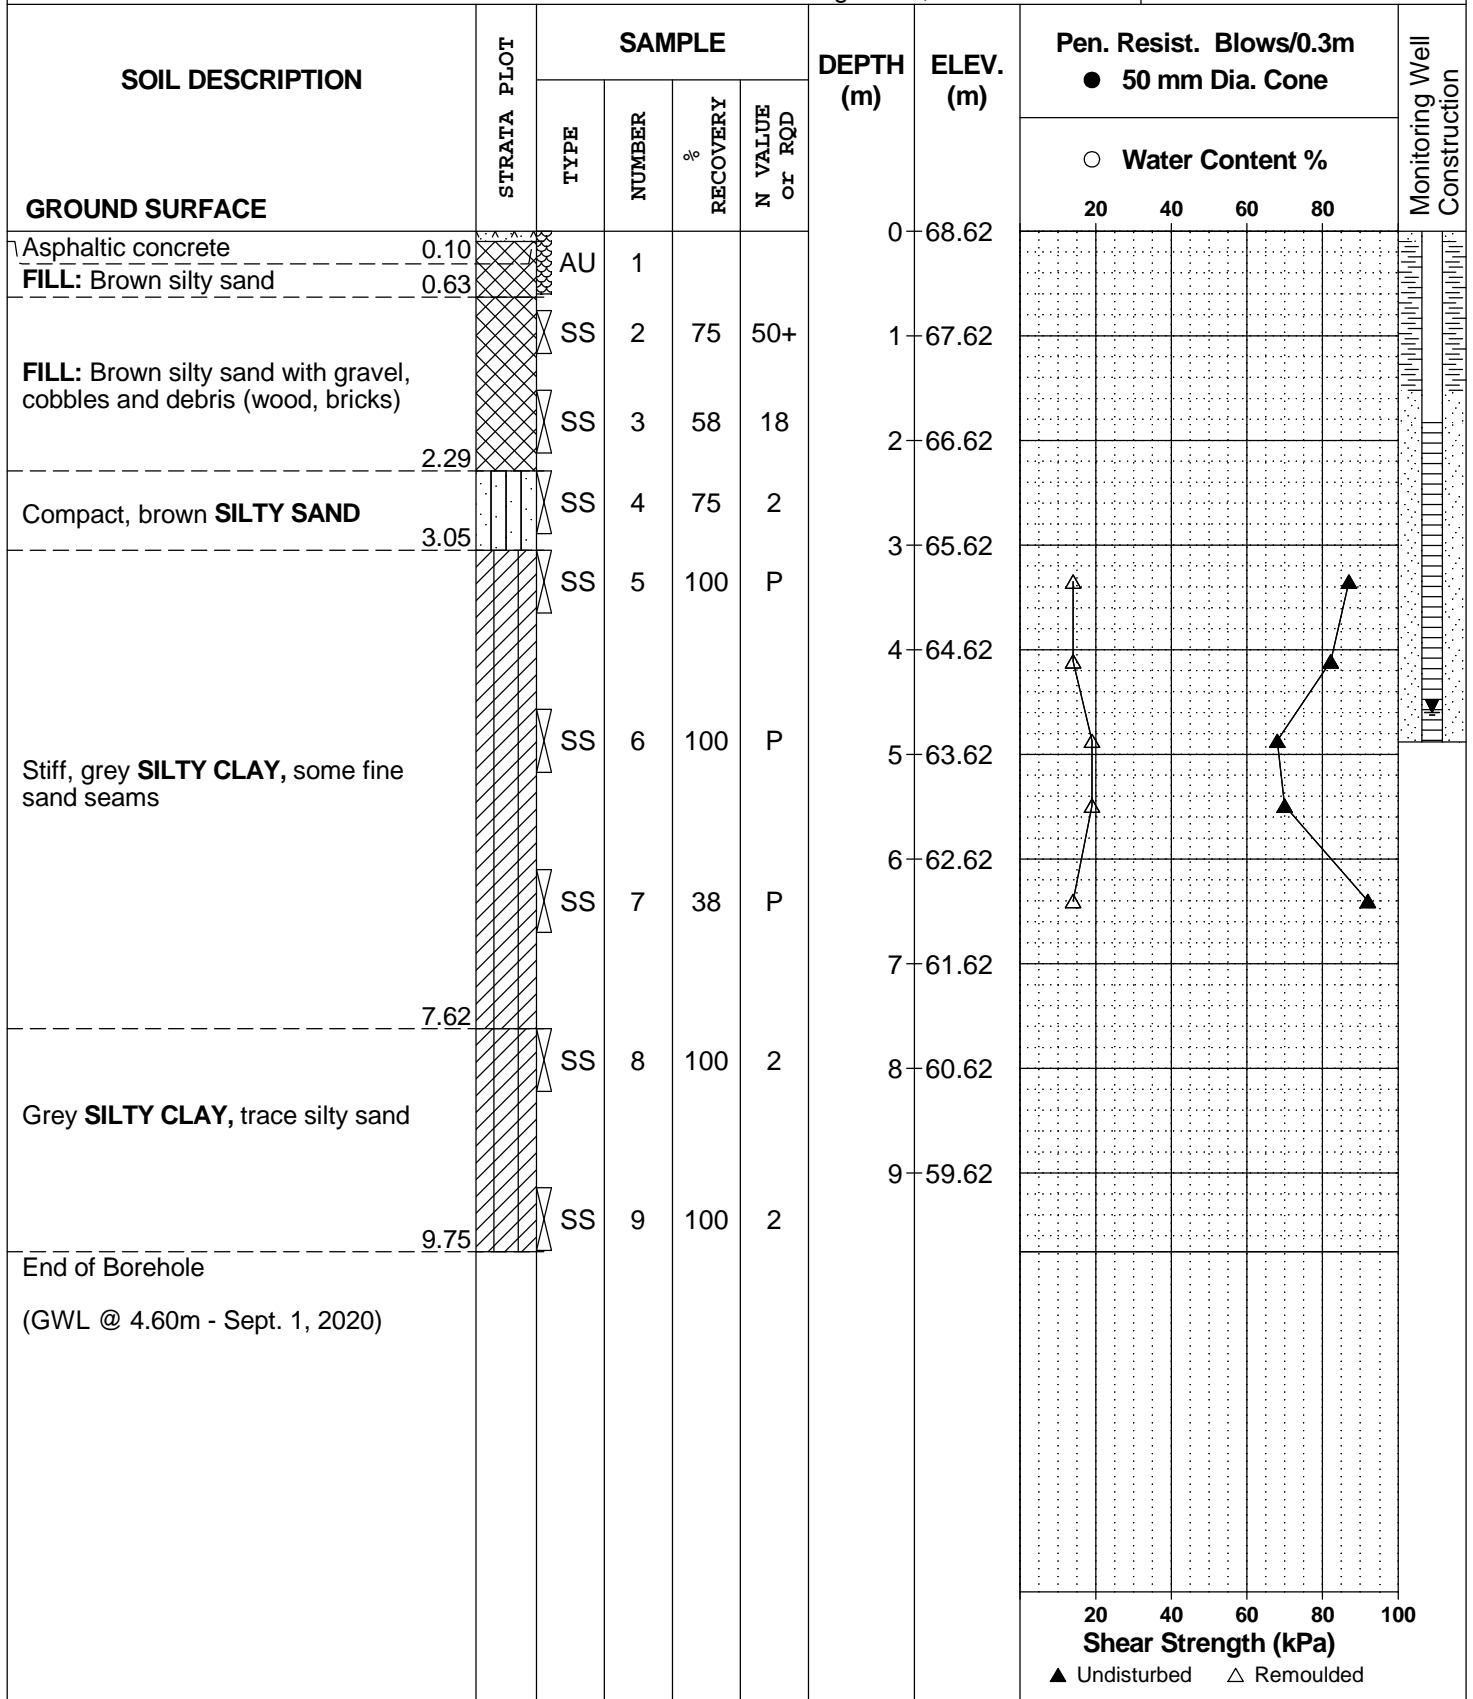 SOIL DESCRIPTION
GROUND SURFACE
STRATA PLOT
SAMPLE
TYPE
NUMBER
%
RECOVERY
N VALUE
or RQD
DEPTH
(m)
ELEV.
(m)
Pen. Resist. Blows/0.3m
● 50 mm Dia. Cone
○ Water Content %
20 40 60 80
Monitoring Well
Construction
0 68.62
Asphaltic concrete 0.10
AU 1
FILL: Brown silty sand 0.63
SS 2 75 50+
1 67.62
FILL: Brown silty sand with gravel,
cobbles and debris (wood, bricks)
SS 3 58 18
2 66.62
2.29
Compact, brown SILTY SAND
SS 4 75 2
3.05
3 65.62
SS 5 100 P
4 64.62
SS 6 100 P
5 63.62
Stiff, grey SILTY CLAY, some fine
sand seams
6 62.62
SS 7 38 P
7 61.62
7.62
SS 8 100 2
8 60.62
Grey SILTY CLAY, trace silty sand
9 59.62
SS 9 100 2
9.75
End of Borehole
(GWL @ 4.60m - Sept. 1, 2020)
20 40 60 80 100
Shear Strength (kPa)
▲ Undisturbed △ Remoulded